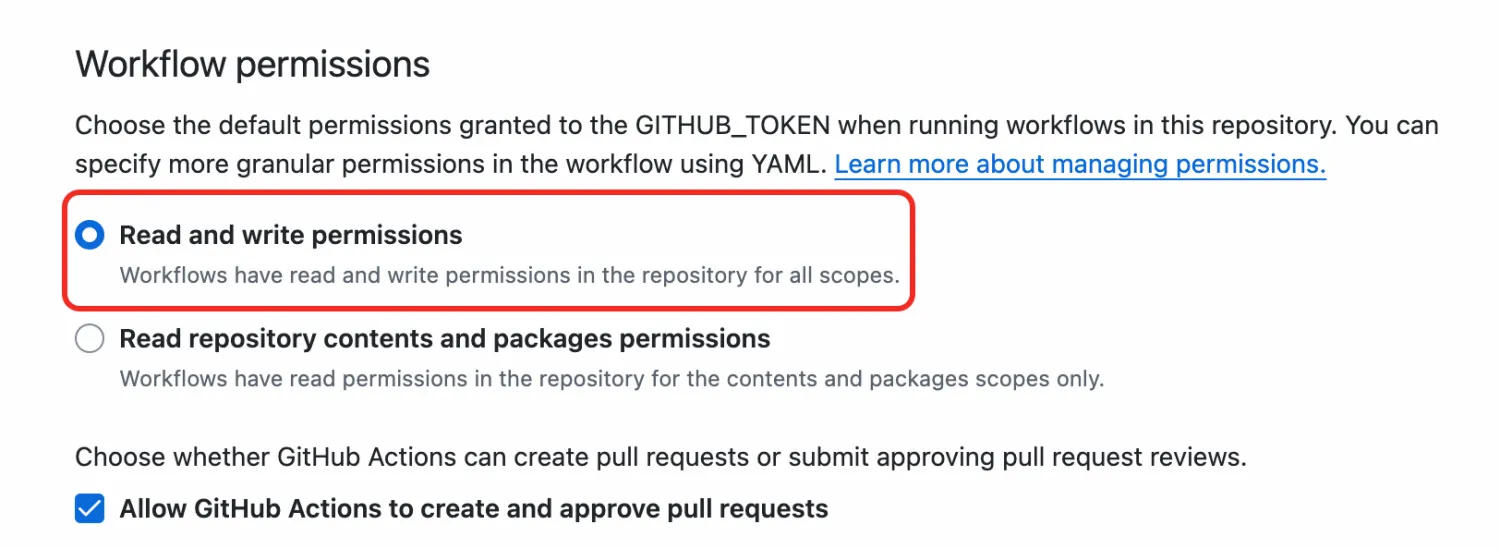 Workflow permissions
Choose the default permissions granted to the GITHUB_TOKEN when running workflows in this repository. You can
specify more granular permissions in the workflow using YAML. Learn more about managing permissions.
Read and write permissions
Workflows have read and write permissions in the repository for all scopes.
Read repository contents and packages permissions
Workflows have read permissions in the repository for the contents and packages scopes only.
Choose whether GitHub Actions can create pull requests or submit approving pull request reviews.
Allow GitHub Actions to create and approve pull requests